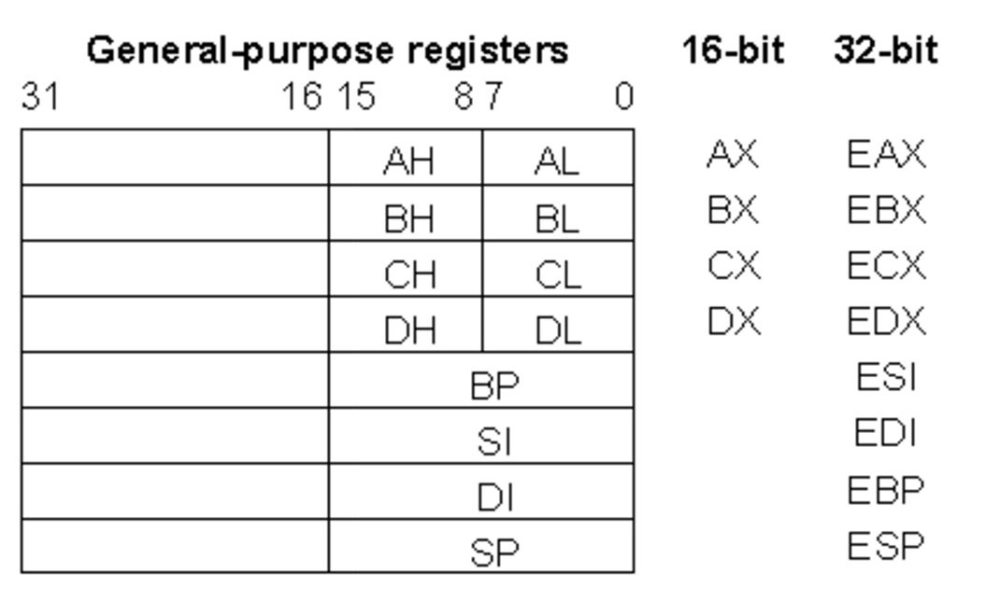 General-purpose registers 16-bit 32-bit
31 16 15 8 7 0
AH AL AX EAX
BH BL BX EBX
CH CL CX ECX
DH DL DX EDX
BP ESI
SI EDI
DI EBP
SP ESP